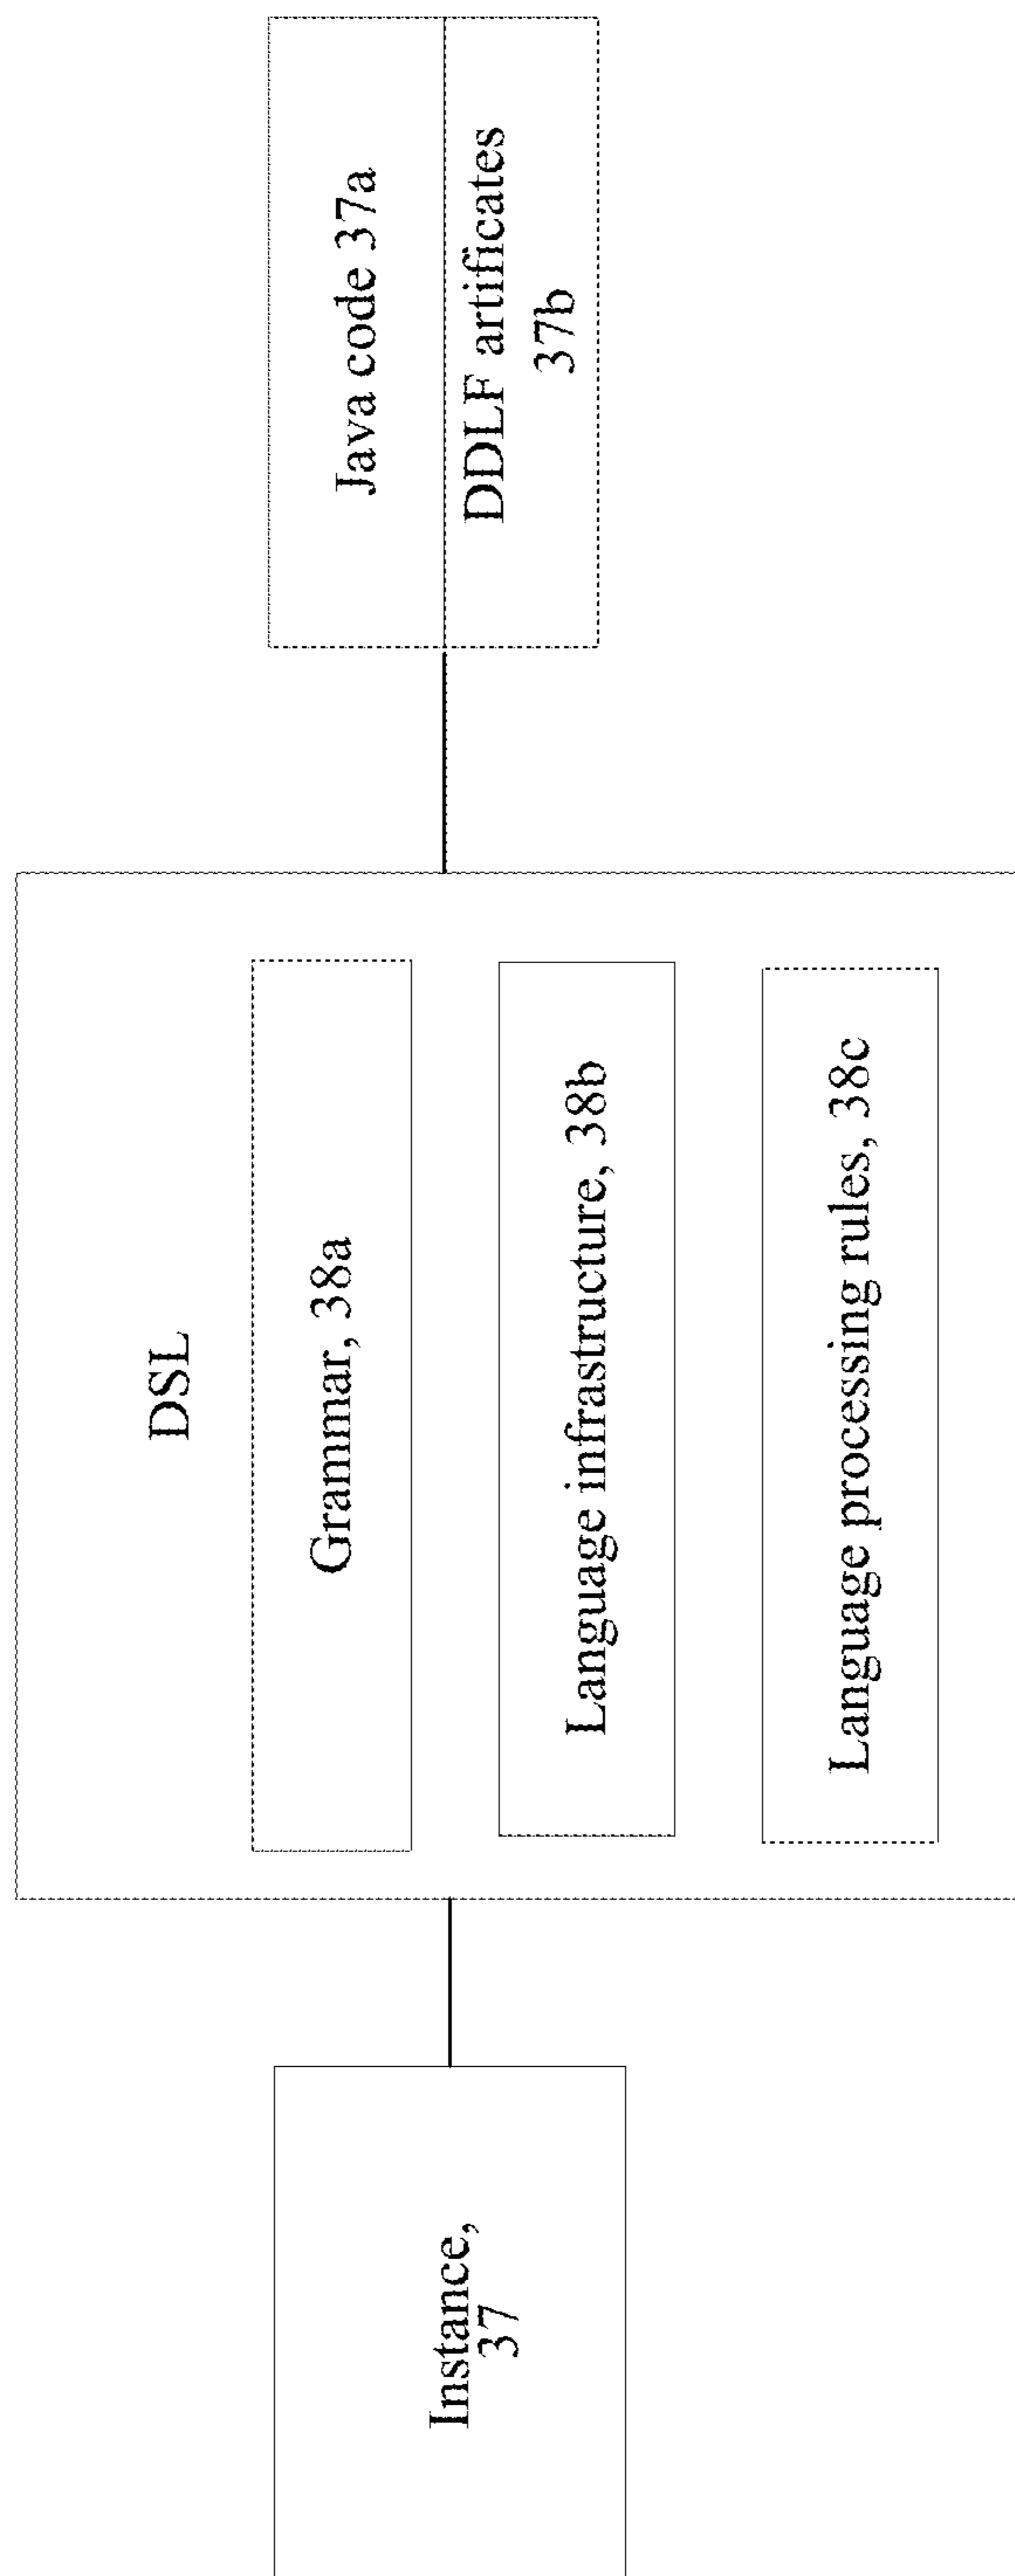 Instance,
37
DSL
Grammar, 38a
Language infrastructure, 38b
Language processing rules, 38c
Java code 37a
DDLF artificates
37b